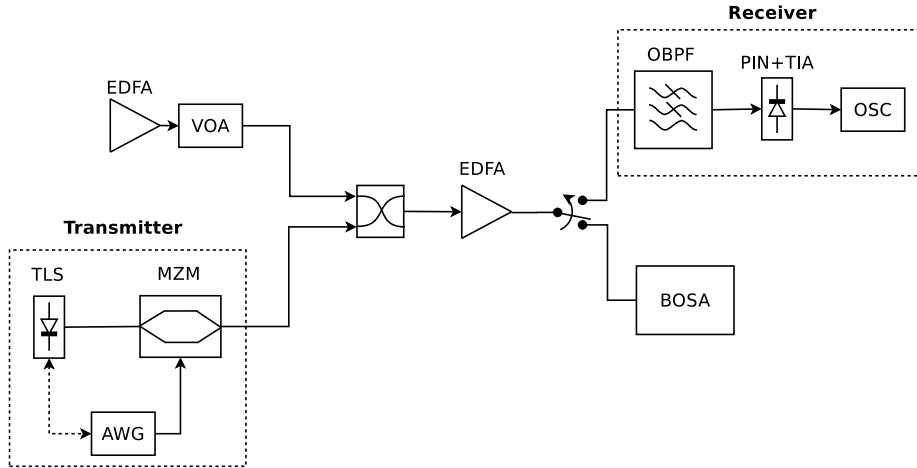 Receiver
OBPF
PIN+TIA
OSC
EDFA
VOA
EDFA
Transmitter
TLS
MZM
AWG
BOSA